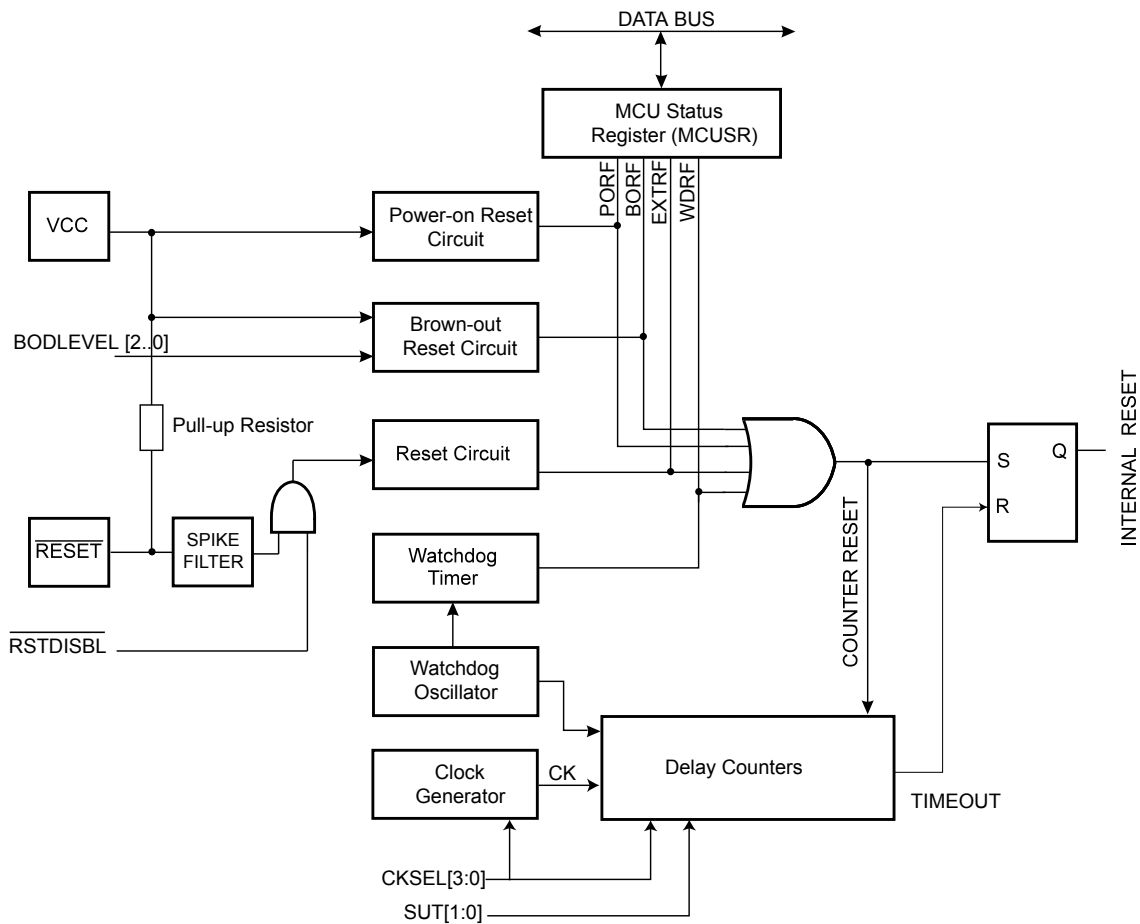 DATA BUS
MCU Status
Register (MCUSR)
PORF
BORF
EXTRF
WDRF
VCC
Power-on Reset
Circuit
BODLEVEL [2..0]
Brown-out
Reset Circuit
Pull-up Resistor
Reset Circuit
S
Q
R
INTERNAL RESET
RESET
SPIKE
FILTER
Watchdog
Timer
COUNTER RESET
RSTDISBL
Watchdog
Oscillator
Clock
Generator
CK
Delay Counters
TIMEOUT
CKSEL[3:0]
SUT[1:0]